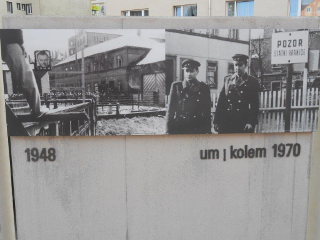 POZOR
STÁTNÍ HRANICE
1948
um | kolem 1970